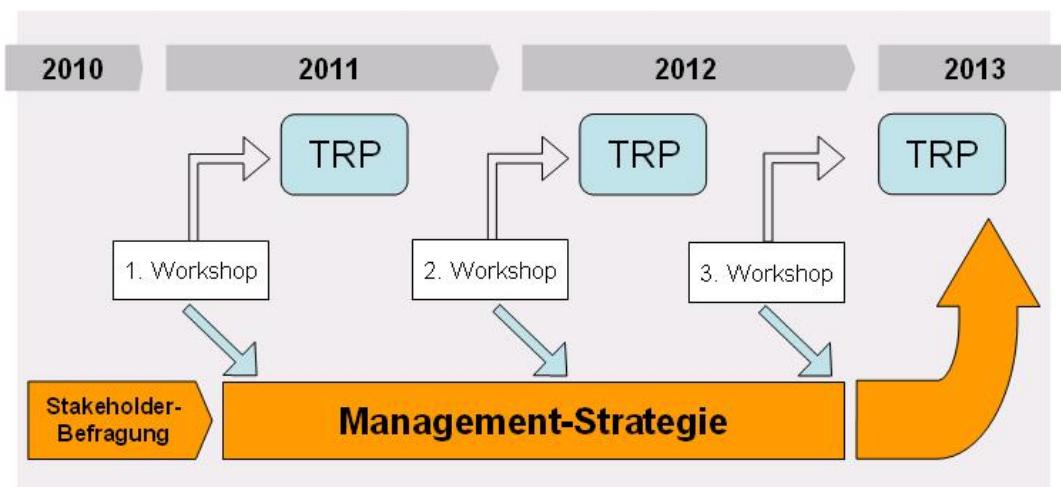 2010
2011
2012
2013
TRP
TRP
TRP
1. Workshop
2. Workshop
3. Workshop
Stakeholder-
Befragung
Management-Strategie